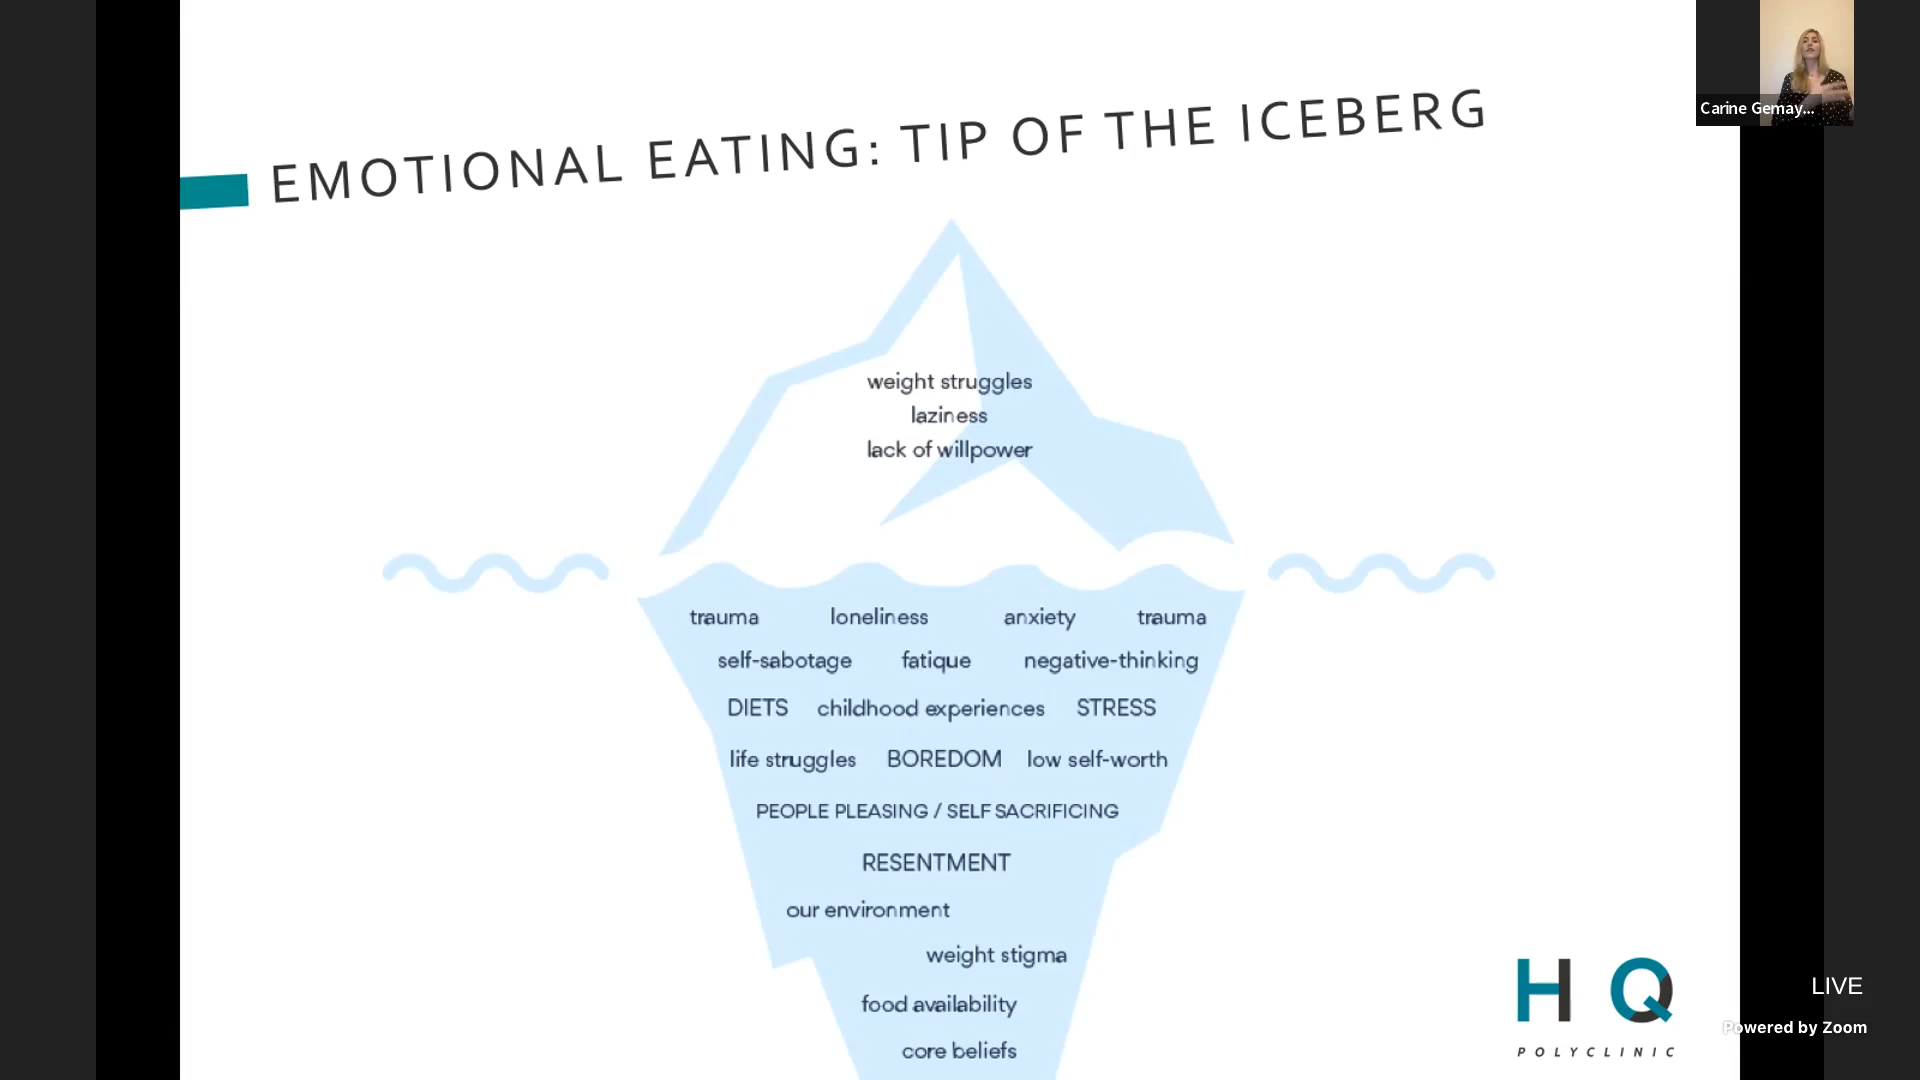 EMOTIONAL EATING: TIP OF THE ICEBERG
Carine Gemay...
weight struggles
laziness
lack of willpower
trauma loneliness anxiety trauma
self-sabotage fatique negative-thinking
DIETS childhood experiences STRESS
life struggles BOREDOM low self-worth
PEOPLE PLEASING / SELF SACRIFICING
RESENTMENT
our environment
weight stigma
food availability
core beliefs
HQ
POLYCLINIC
LIVE
Powered by Zoom